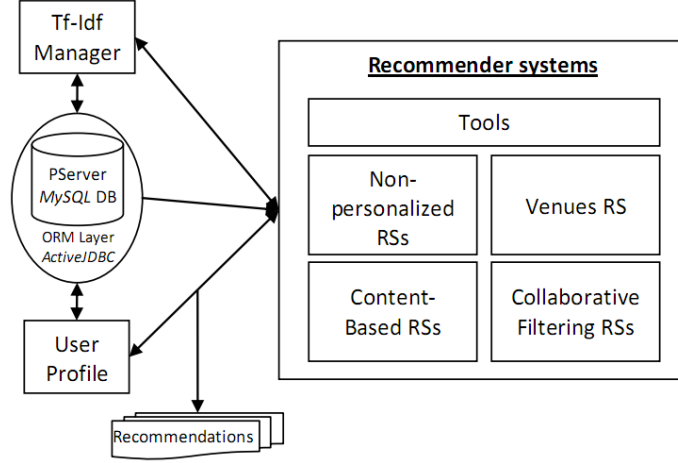 Tf-Idf
Manager
PServer
MySQL DB
ORM Layer
ActiveJDBC
User
Profile
Recommendations
Recommender systems
Tools
Non-
personalized
RSs
Venues RS
Content-
Based RSs
Collaborative
Filtering RSs